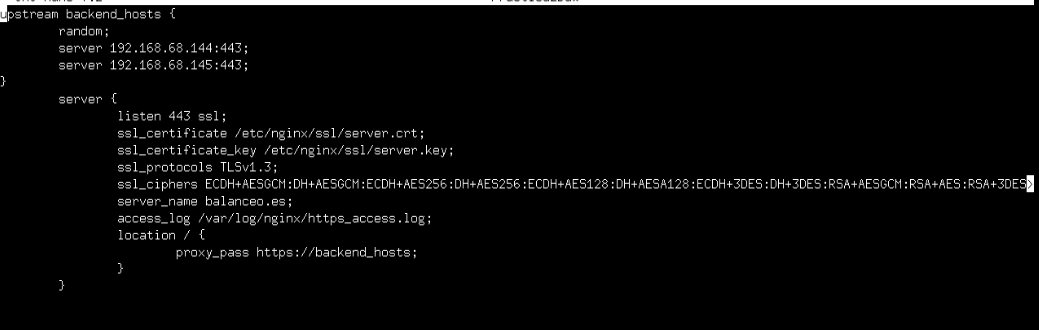 upstream backend_hosts {
random;
server 192.168.68.144:443;
server 192.168.68.145:443;
}
server {
listen 443 ssl;
ssl_certificate /etc/nginx/ssl/server.crt;
ssl_certificate_key /etc/nginx/ssl/server.key;
ssl_protocols TLSv1.3;
ssl_ciphers ECDH+AESGCM:DH+AESGCM:ECDH+AES256:DH+AES256:ECDH+AES128:DH+AESA128:ECDH+3DES:DH+3DES:RSA+AESGCM:RSA+AES:RSA+3DES>
server_name balanceo.es;
access_log /var/log/nginx/https_access.log;
location / {
proxy_pass https://backend_hosts;
}
}